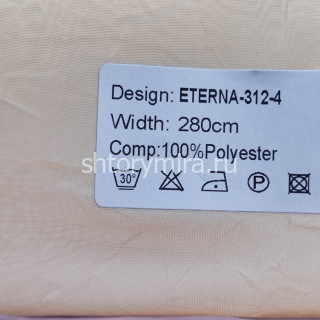 Design: ETERNA-312-4
Width: 280cm
Comp:100%Polyester
shtorymira.ru
30° P